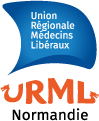 Union
Régionale
Médecins
Libéraux
URML
Normandie